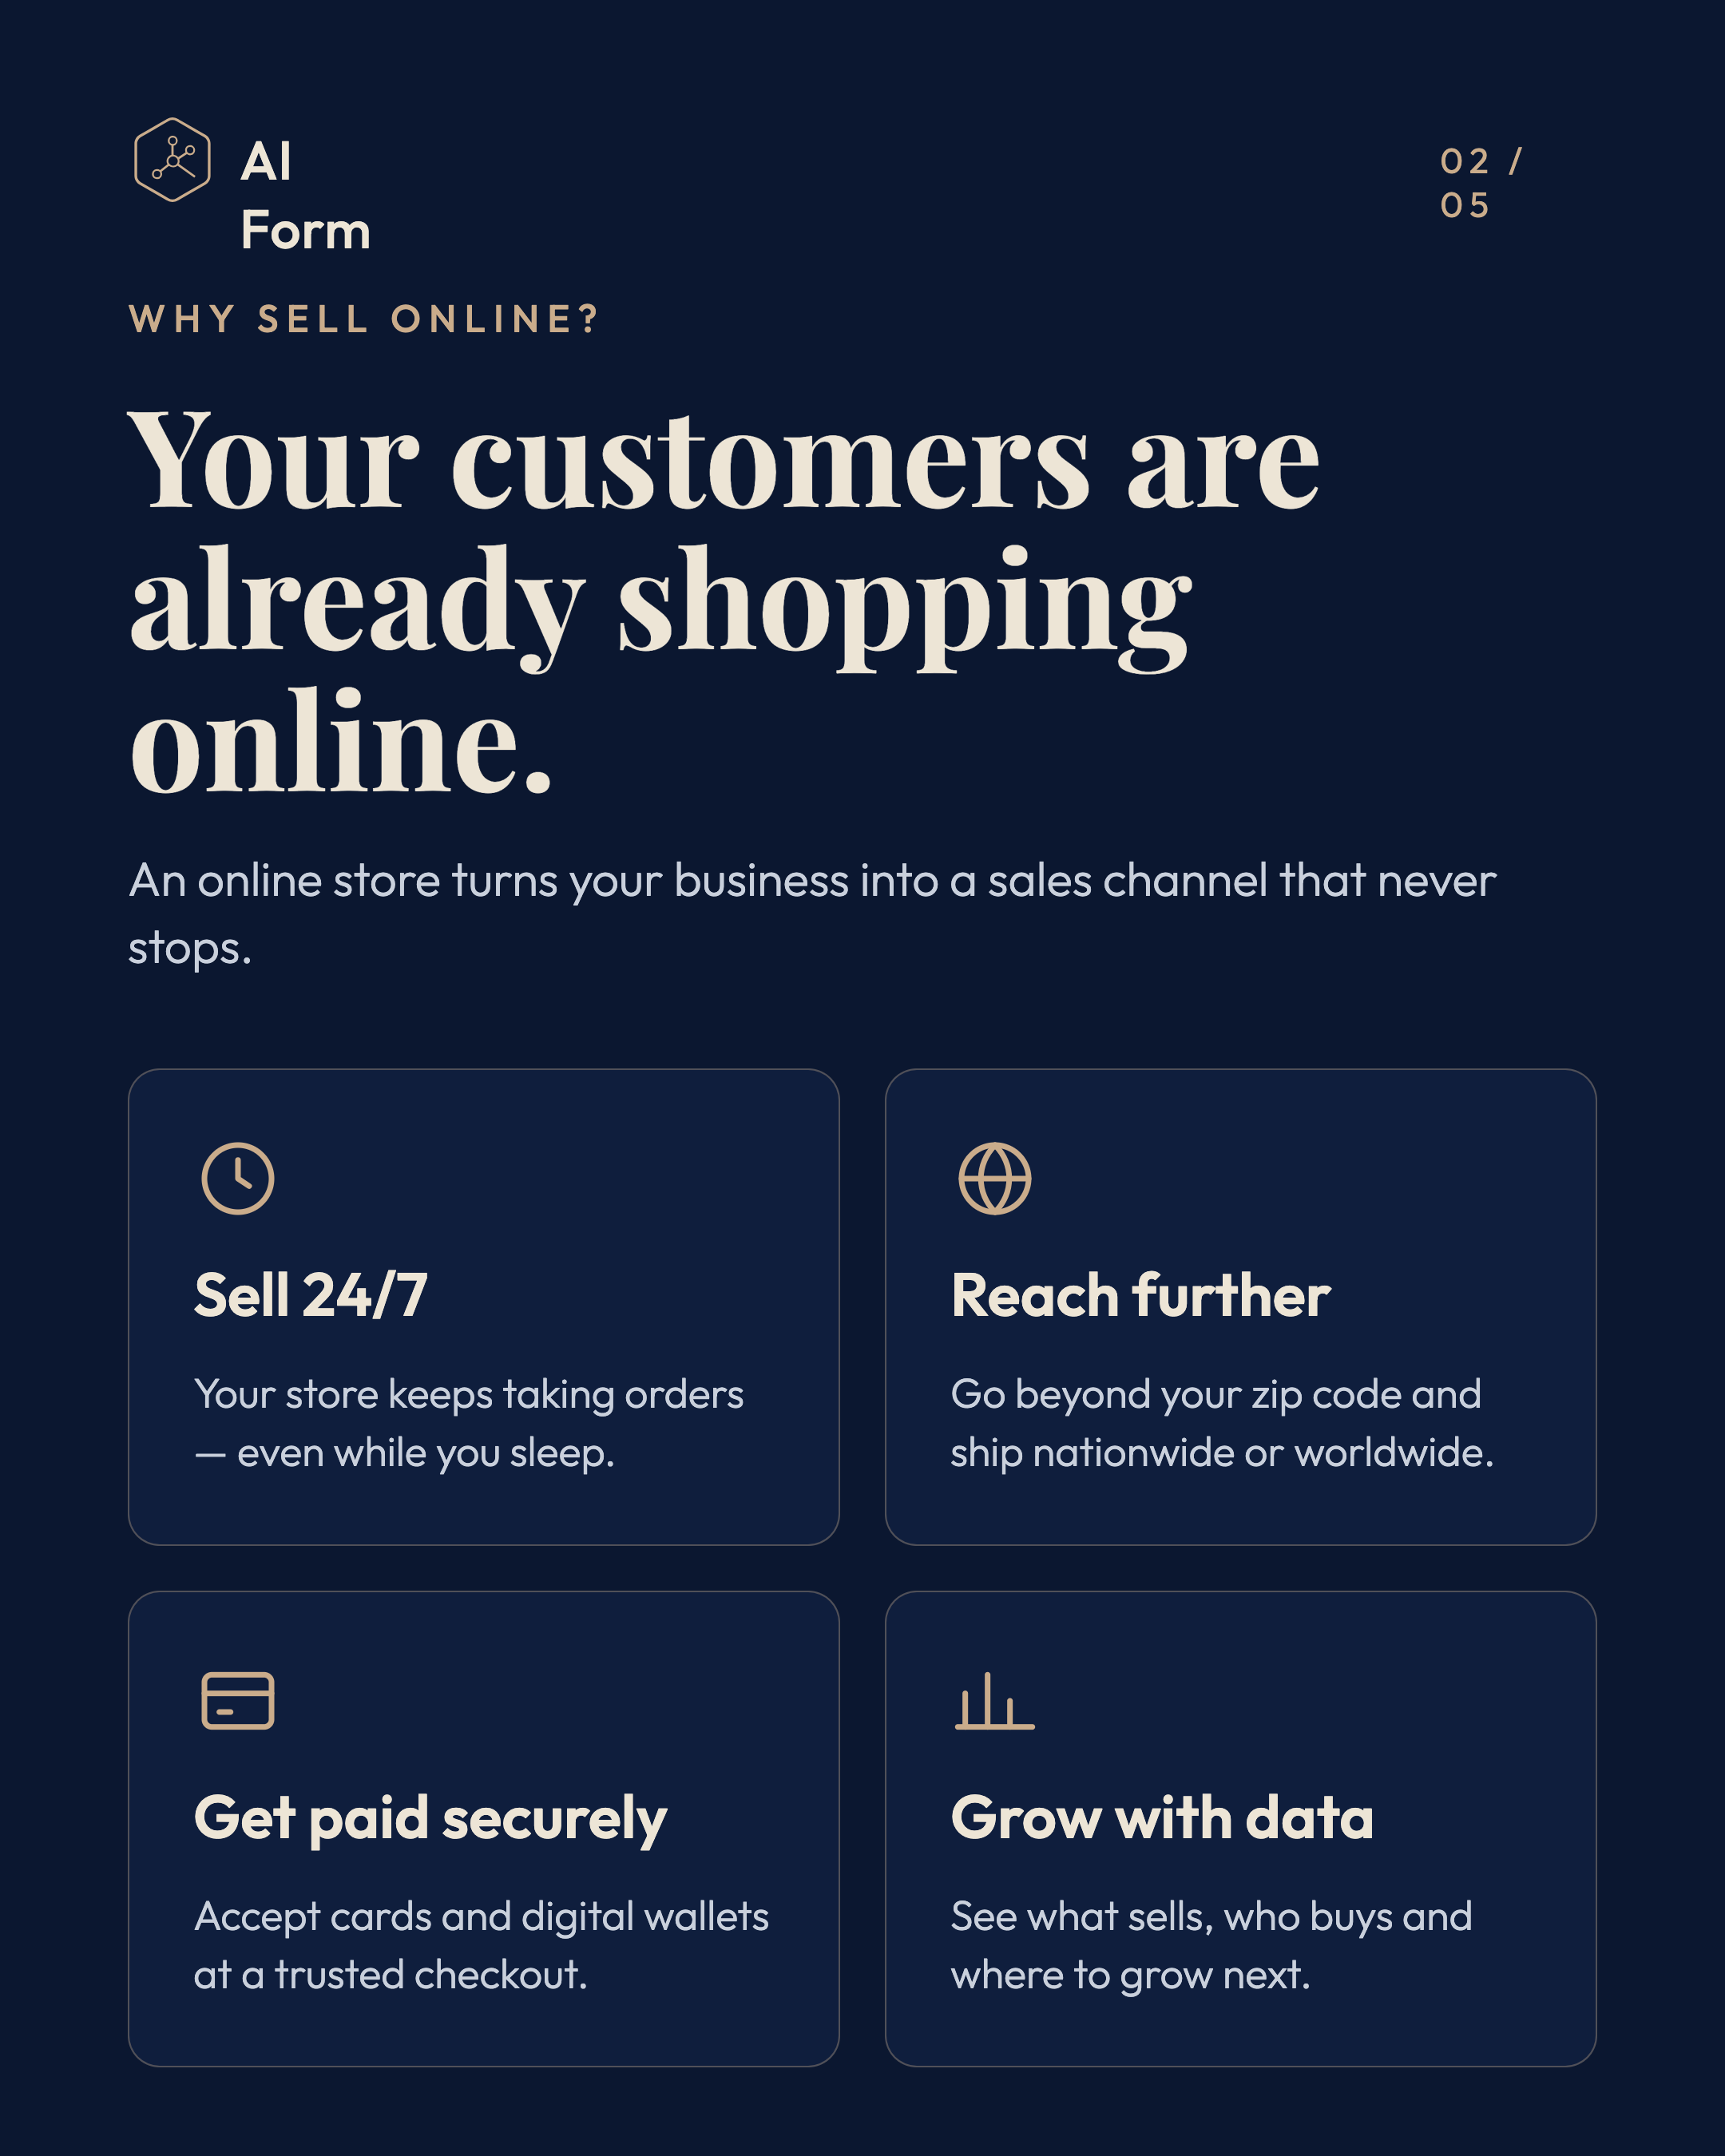 AI
Form
02 /
05
WHY SELL ONLINE?
Your customers are
already shopping
online.
An online store turns your business into a sales channel that never
stops.
Sell 24/7
Your store keeps taking orders
— even while you sleep.
Reach further
Go beyond your zip code and
ship nationwide or worldwide.
Get paid securely
Accept cards and digital wallets
at a trusted checkout.
Grow with data
See what sells, who buys and
where to grow next.